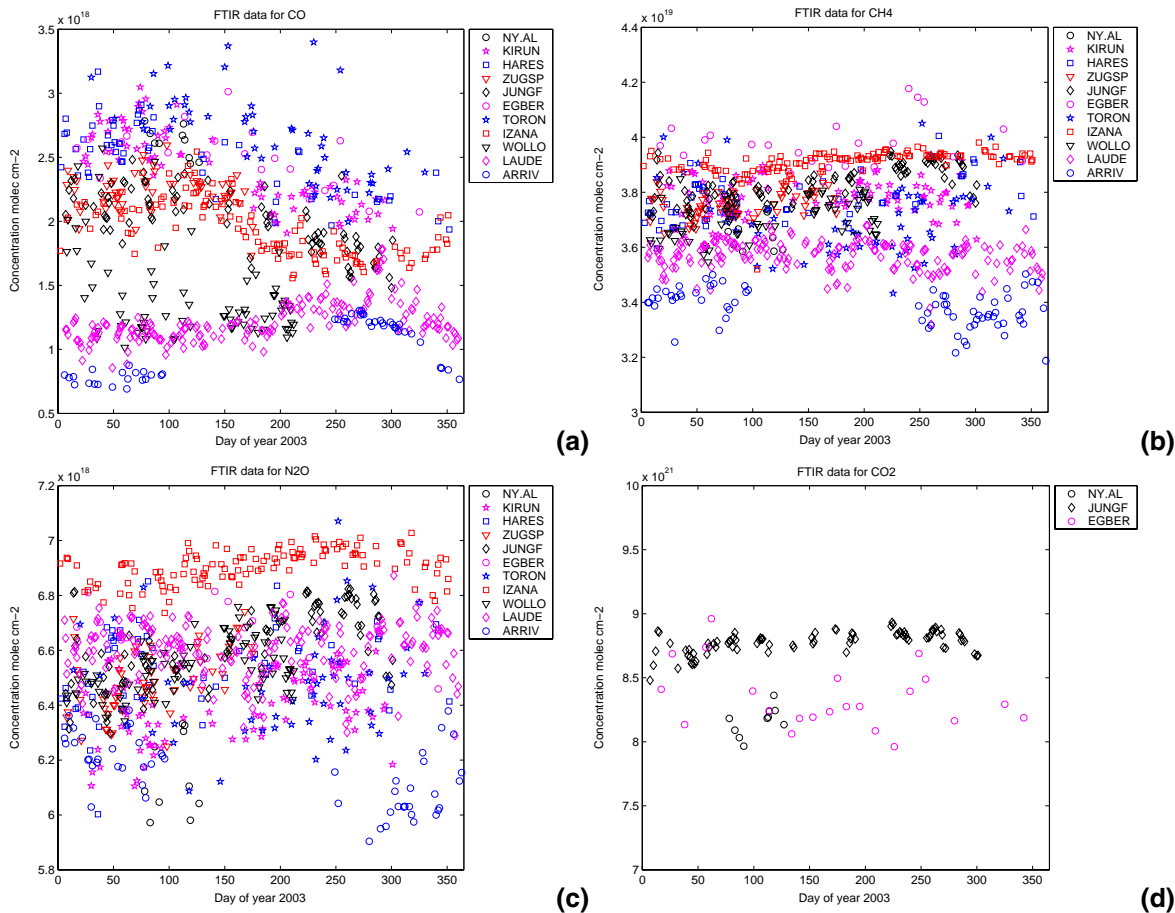 x 10^18
FTIR data for CO
3.5
3
2.5
2
1.5
1
0.5
0 50 100 150 200 250 300 350
Concentration molec cm−2
Day of year 2003
NY.AL
KIRUN
HARES
ZUGSP
JUNGF
EGBER
TORON
IZANA
WOLLO
LAUDE
ARRIV
(a)
x 10^19
FTIR data for CH4
4.4
4.2
4
3.8
3.6
3.4
3.2
3
0 50 100 150 200 250 300 350
Concentration molec cm−2
Day of year 2003
NY.AL
KIRUN
HARES
ZUGSP
JUNGF
EGBER
TORON
IZANA
WOLLO
LAUDE
ARRIV
(b)
x 10^18
FTIR data for N2O
7.2
7
6.8
6.6
6.4
6.2
6
5.8
0 50 100 150 200 250 300 350
Concentration molec cm−2
Day of year 2003
NY.AL
KIRUN
HARES
ZUGSP
JUNGF
EGBER
TORON
IZANA
WOLLO
LAUDE
ARRIV
(c)
x 10^21
FTIR data for CO2
10
9.5
9
8.5
8
7.5
7
0 50 100 150 200 250 300 350
Concentration molec cm−2
Day of year 2003
NY.AL
JUNGF
EGBER
(d)